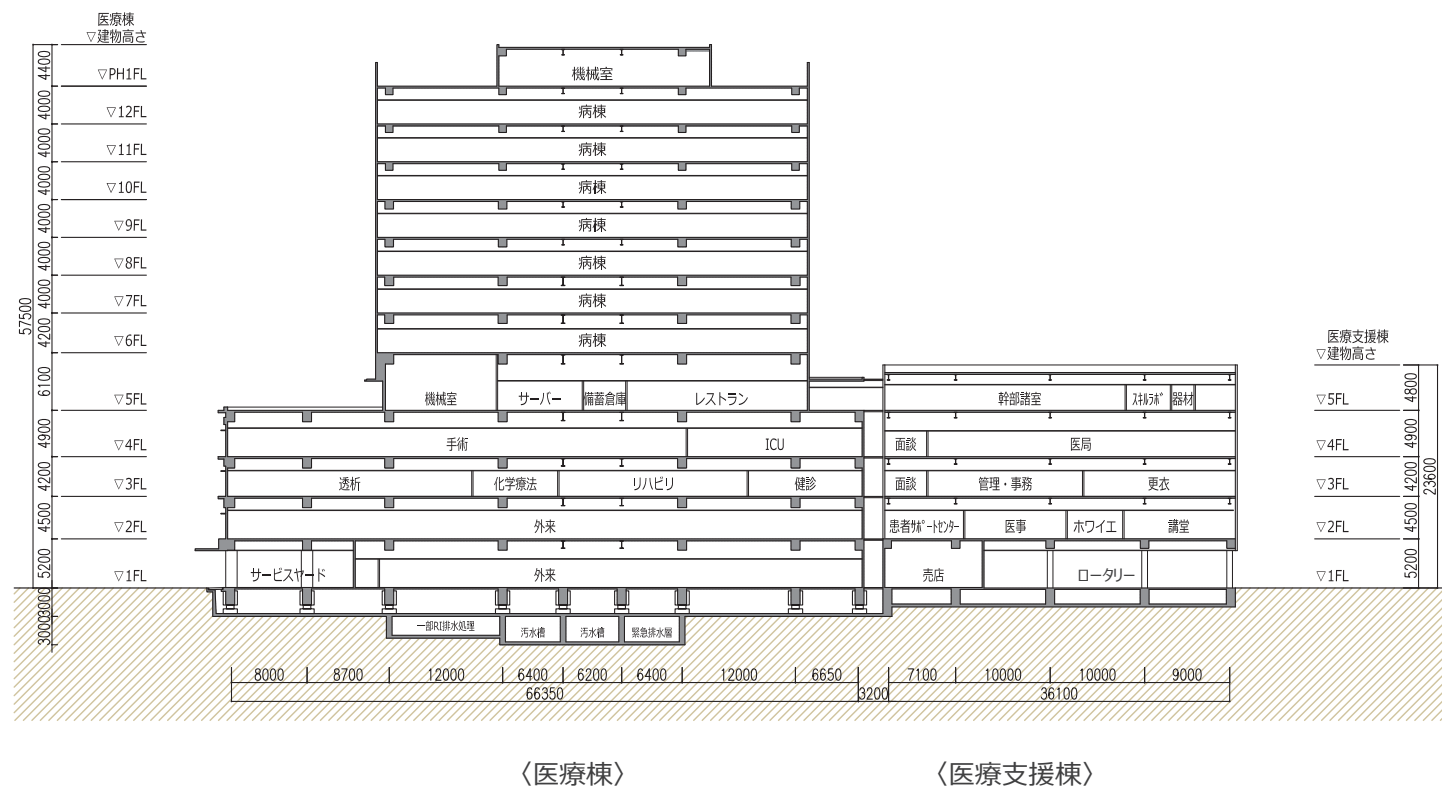 医療棟
▽建物高さ
▽PH1FL
▽12FL
▽11FL
▽10FL
▽9FL
▽8FL
▽7FL
▽6FL
▽5FL
▽4FL
▽3FL
▽2FL
▽1FL
57500
4400
4000
4000
4000
4000
4000
4000
4200
6100
4900
4200
4500
5200
3000
3000
機械室
病棟
病棟
病棟
病棟
病棟
病棟
病棟
機械室 サーバー 備蓄倉庫 レストラン
手術 ICU
透析 化学療法 リハビリ 健診
外来
サービスヤード 外来
一部RI排水処理 汚水槽 汚水槽 緊急排水層
幹部諸室 スキルラボ 器材
面談 医局
面談 管理・事務 更衣
患者サポートセンター 医事 ホワイエ 講堂
売店 ロータリー
医療支援棟
▽建物高さ
▽5FL
▽4FL
▽3FL
▽2FL
▽1FL
4800
4900
4200
4500
5200
23600
8000 8700 12000 6400 6200 6400 12000 6650 7100 10000 10000 9000
66350 3200 36100
〈医療棟〉 〈医療支援棟〉